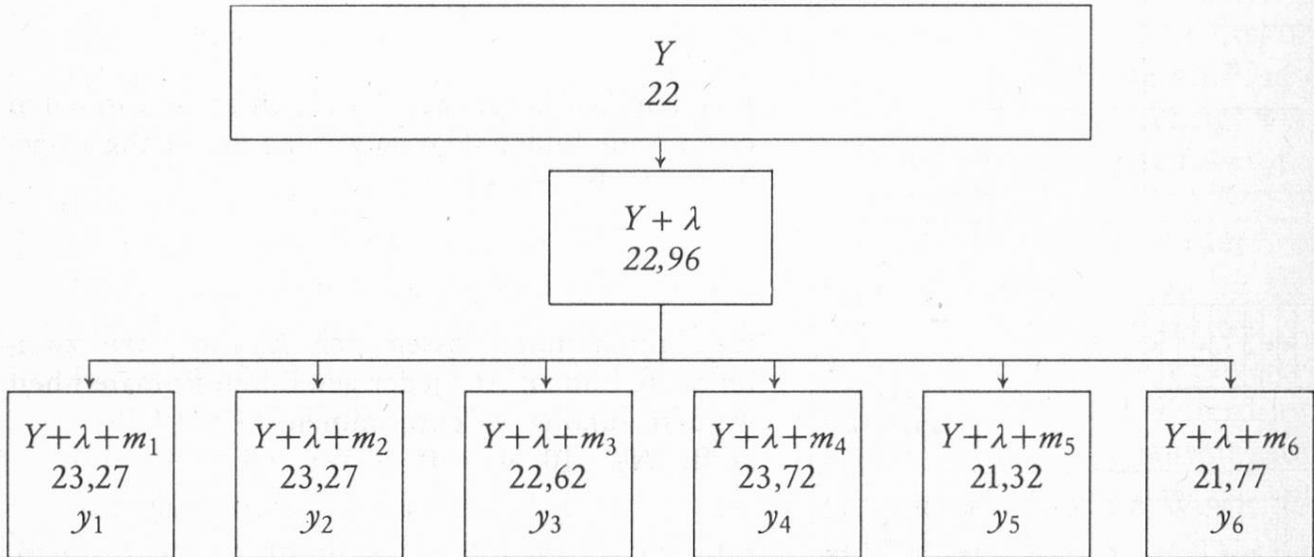 Y
22
Y + λ
22,96
Y+λ+m₁
23,27
y₁
Y+λ+m₂
23,27
y₂
Y+λ+m₃
22,62
y₃
Y+λ+m₄
23,72
y₄
Y+λ+m₅
21,32
y₅
Y+λ+m₆
21,77
y₆